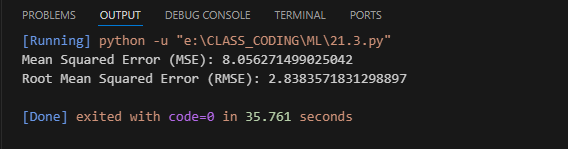 PROBLEMS OUTPUT DEBUG CONSOLE TERMINAL PORTS
[Running] python -u "e:\CLASS_CODING\ML\21.3.py"
Mean Squared Error (MSE): 8.056271499025042
Root Mean Squared Error (RMSE): 2.8383571831298897
[Done] exited with code=0 in 35.761 seconds